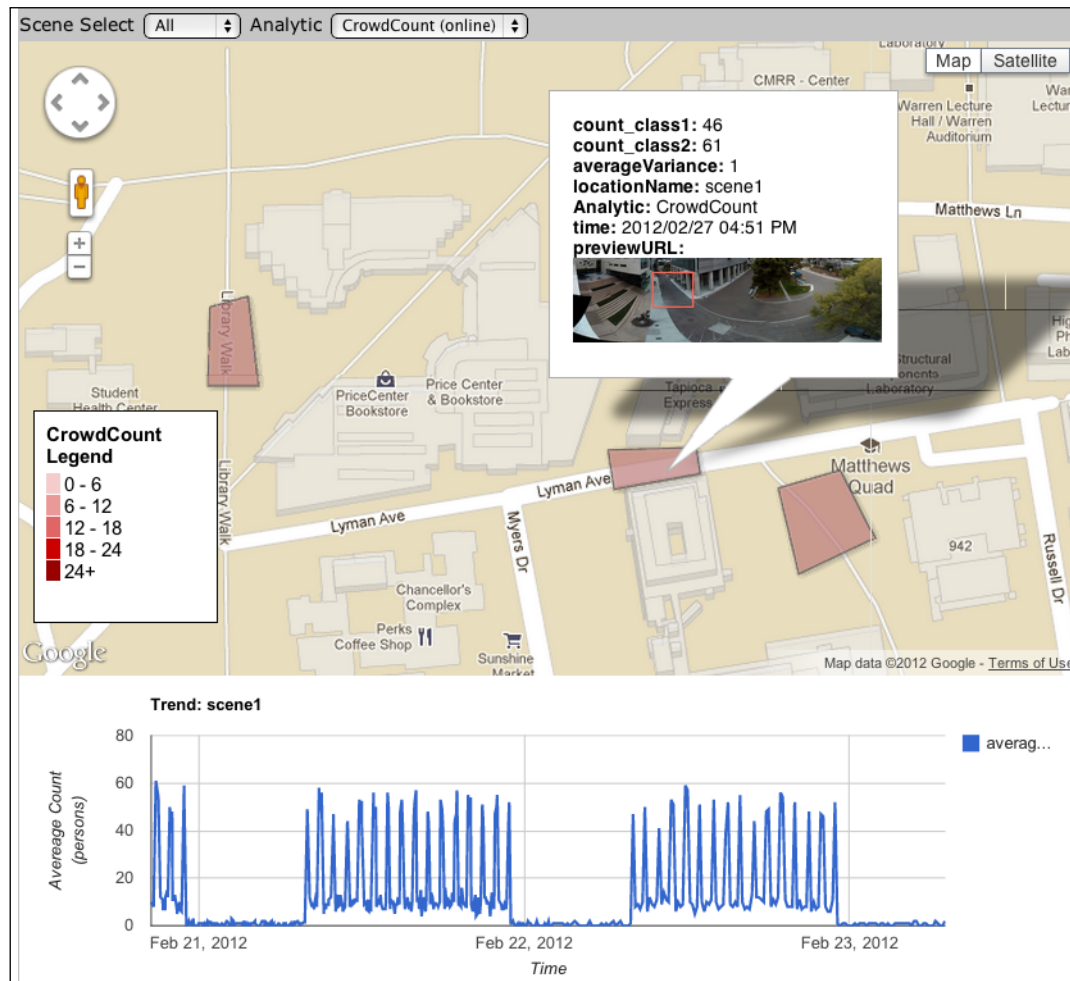 Scene Select All Analytic CrowdCount (online)
Laboratory
Map Satellite
CMRR - Center
Warren Lecture
Hall / Warren
Auditorium
count_class1: 46
count_class2: 61
averageVariance: 1
locationName: scene1
Analytic: CrowdCount
time: 2012/02/27 04:51 PM
previewURL:
Matthews Ln
Library Walk
Student
Health Center
PriceCenter
Bookstore
Price Center
& Bookstore
Tapioca
Express
Structural
Laboratory
CrowdCount
Legend
0 - 6
6 - 12
12 - 18
18 - 24
24+
Library Walk
Lyman Ave
Lyman Ave
Myers Dr
Matthews
Quad
942
Russell Dr
Chancellor's
Complex
Perks
Coffee Shop
Sunshine
Market
Google
Map data ©2012 Google - Terms of Use
Trend: scene1
80
60
40
20
0
Avereage Count
(persons)
averag...
Feb 21, 2012
Feb 22, 2012
Feb 23, 2012
Time